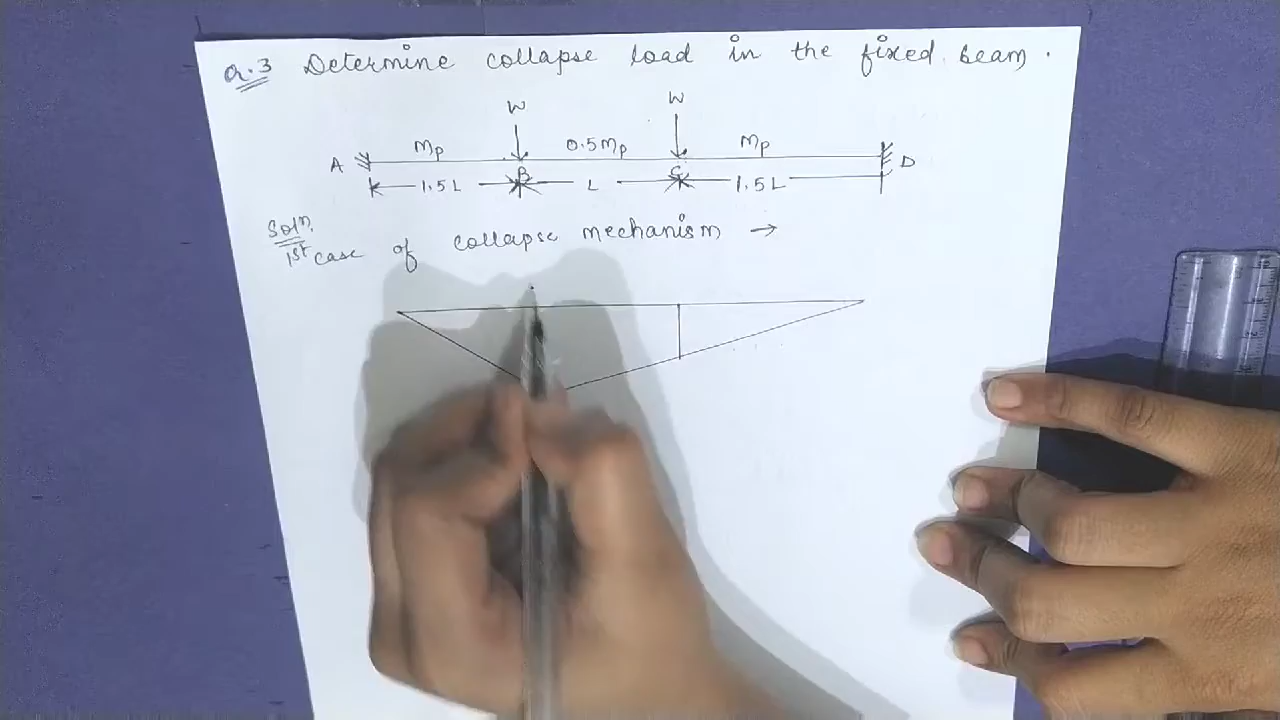 Q.3 Determine collapse load in the fixed beam.
W W
Mp 0.5Mp Mp
A D
B C
1.5L L 1.5L
Soln.
1st case of collapse mechanism →